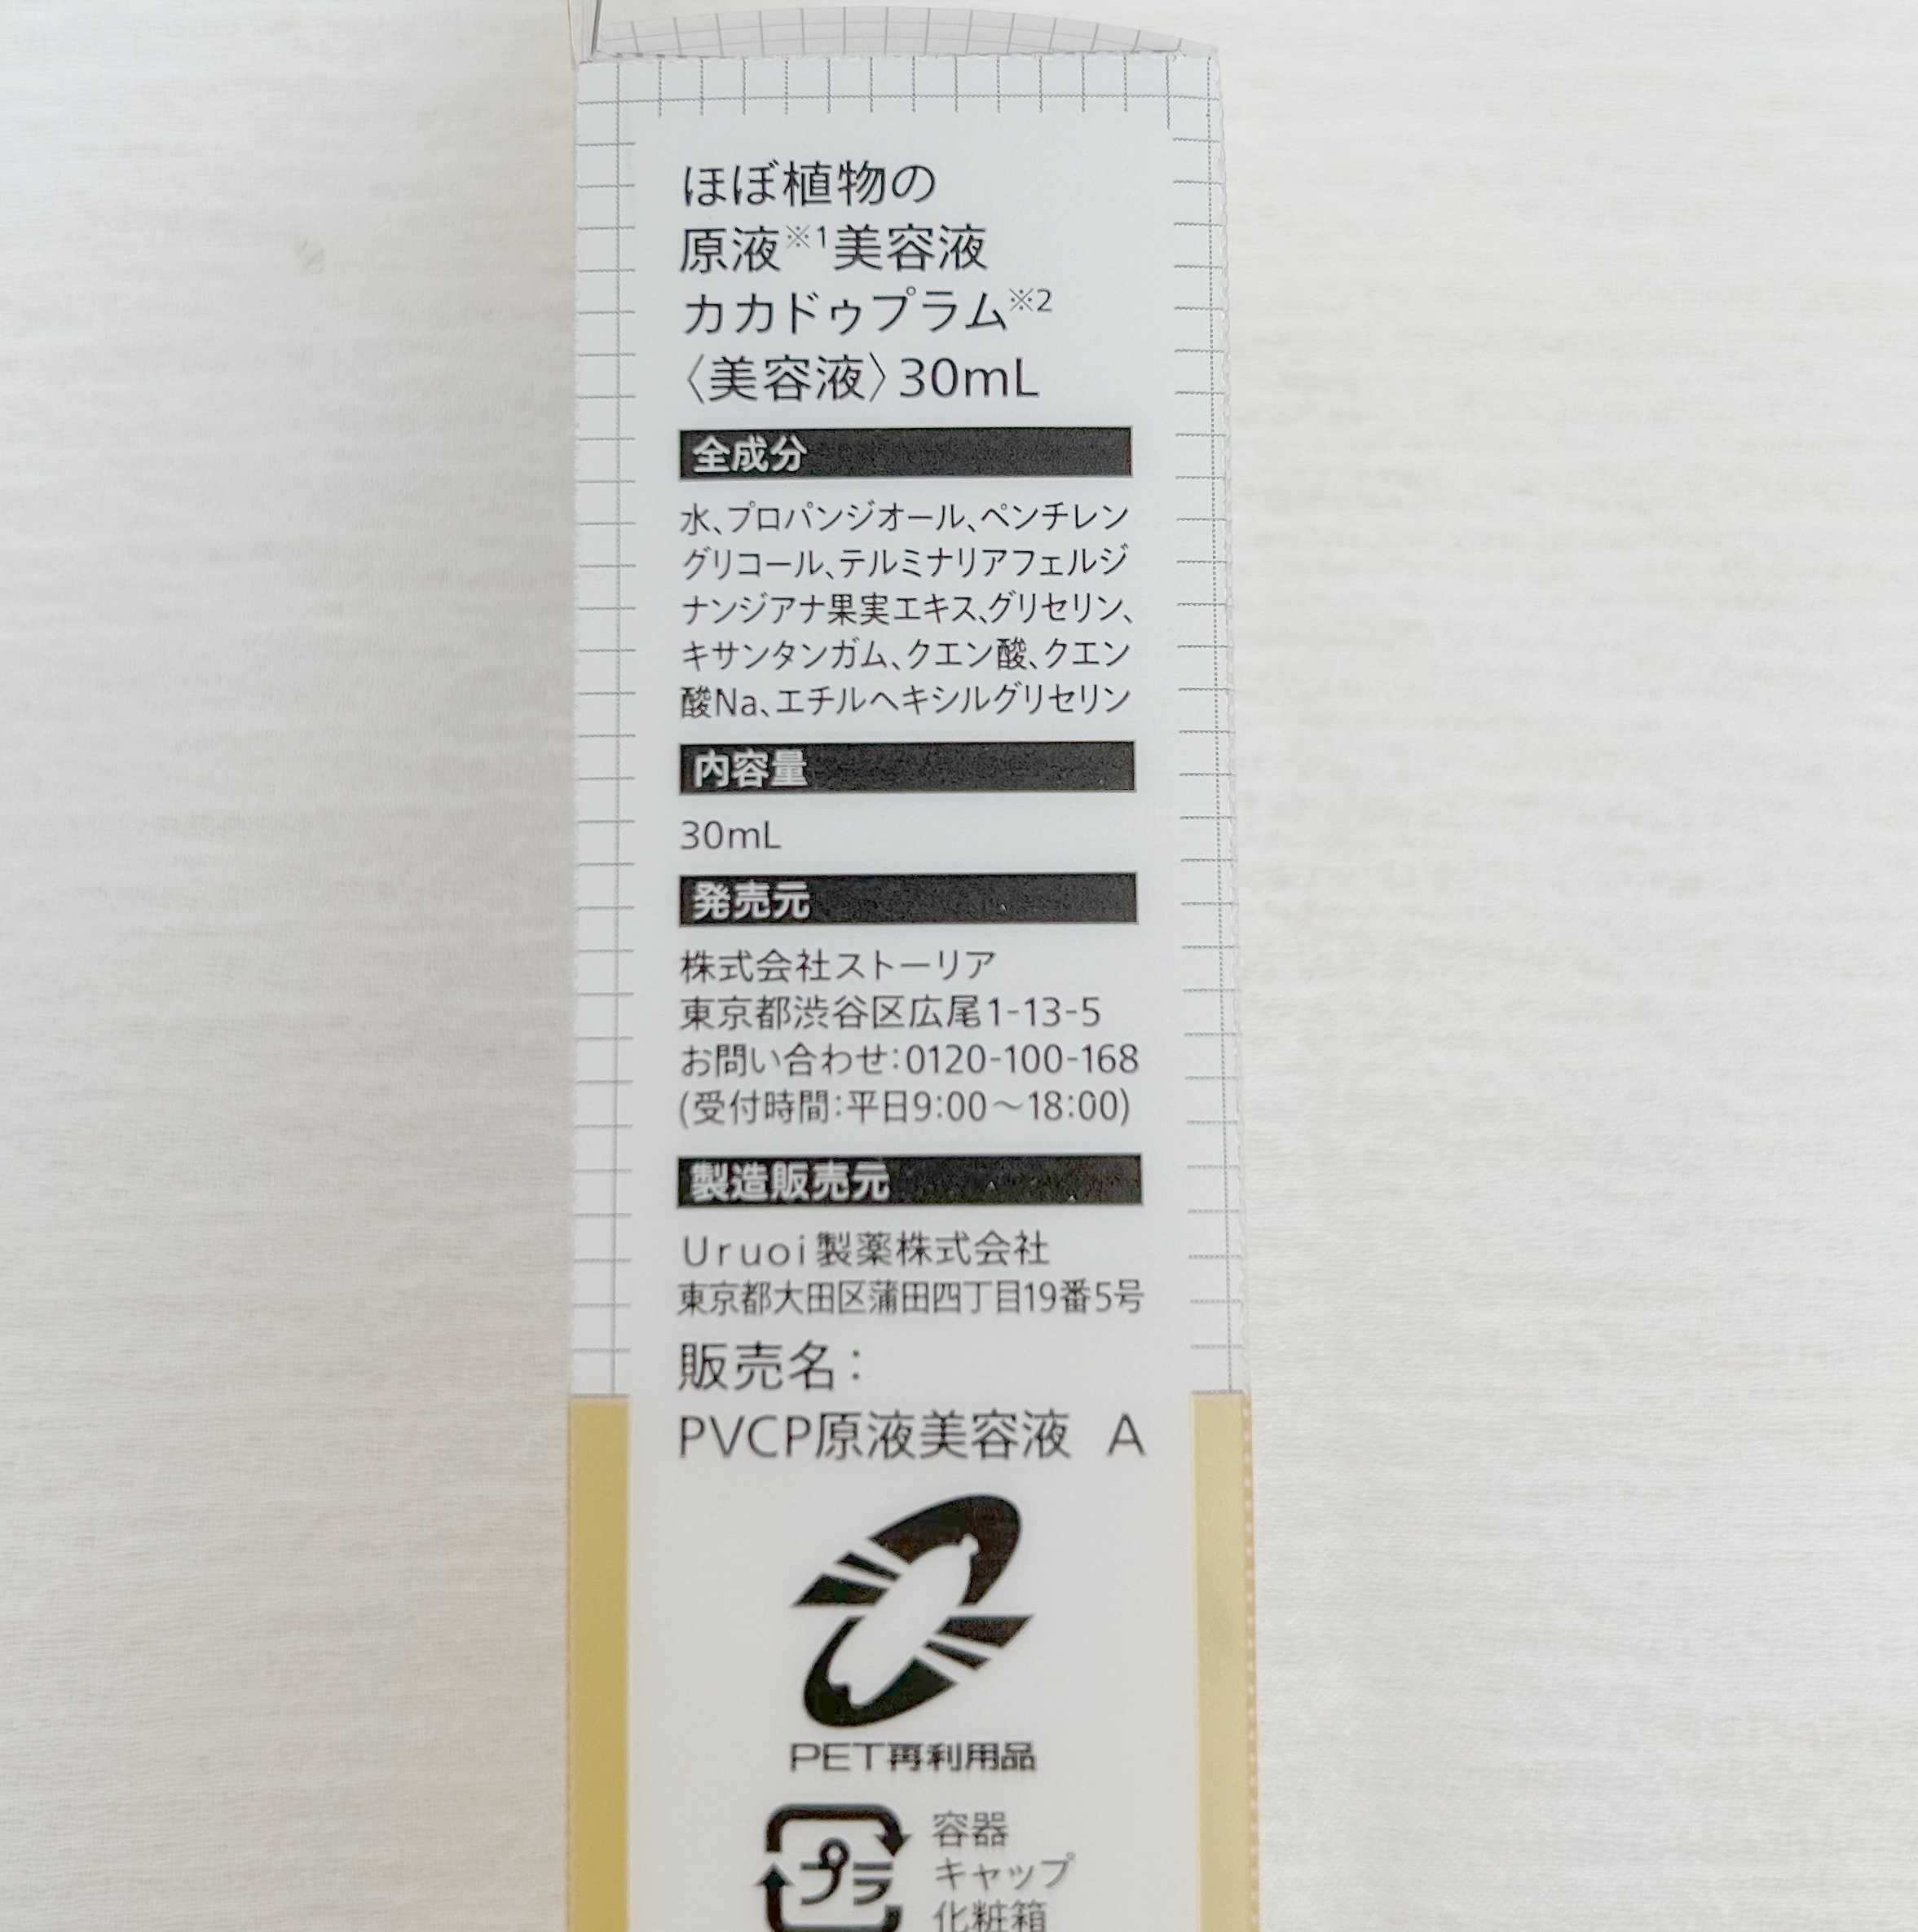 ほぼ植物の
原液※1美容液
カカドゥプラム※2
〈美容液〉30mL
全成分
水、プロパンジオール、ペンチレン
グリコール、テルミナリアフェルジ
ナンジアナ果実エキス、グリセリン、
キサンタンガム、クエン酸、クエン
酸Na、エチルヘキシルグリセリン
内容量
30mL
発売元
株式会社ストーリア
東京都渋谷区広尾1-13-5
お問い合わせ:0120-100-168
(受付時間:平日9:00～18:00)
製造販売元
Uruoi製薬株式会社
東京都大田区蒲田四丁目19番5号
販売名:
PVCP原液美容液 A
PET再利用品
プラ
容器
キャップ
化粧箱